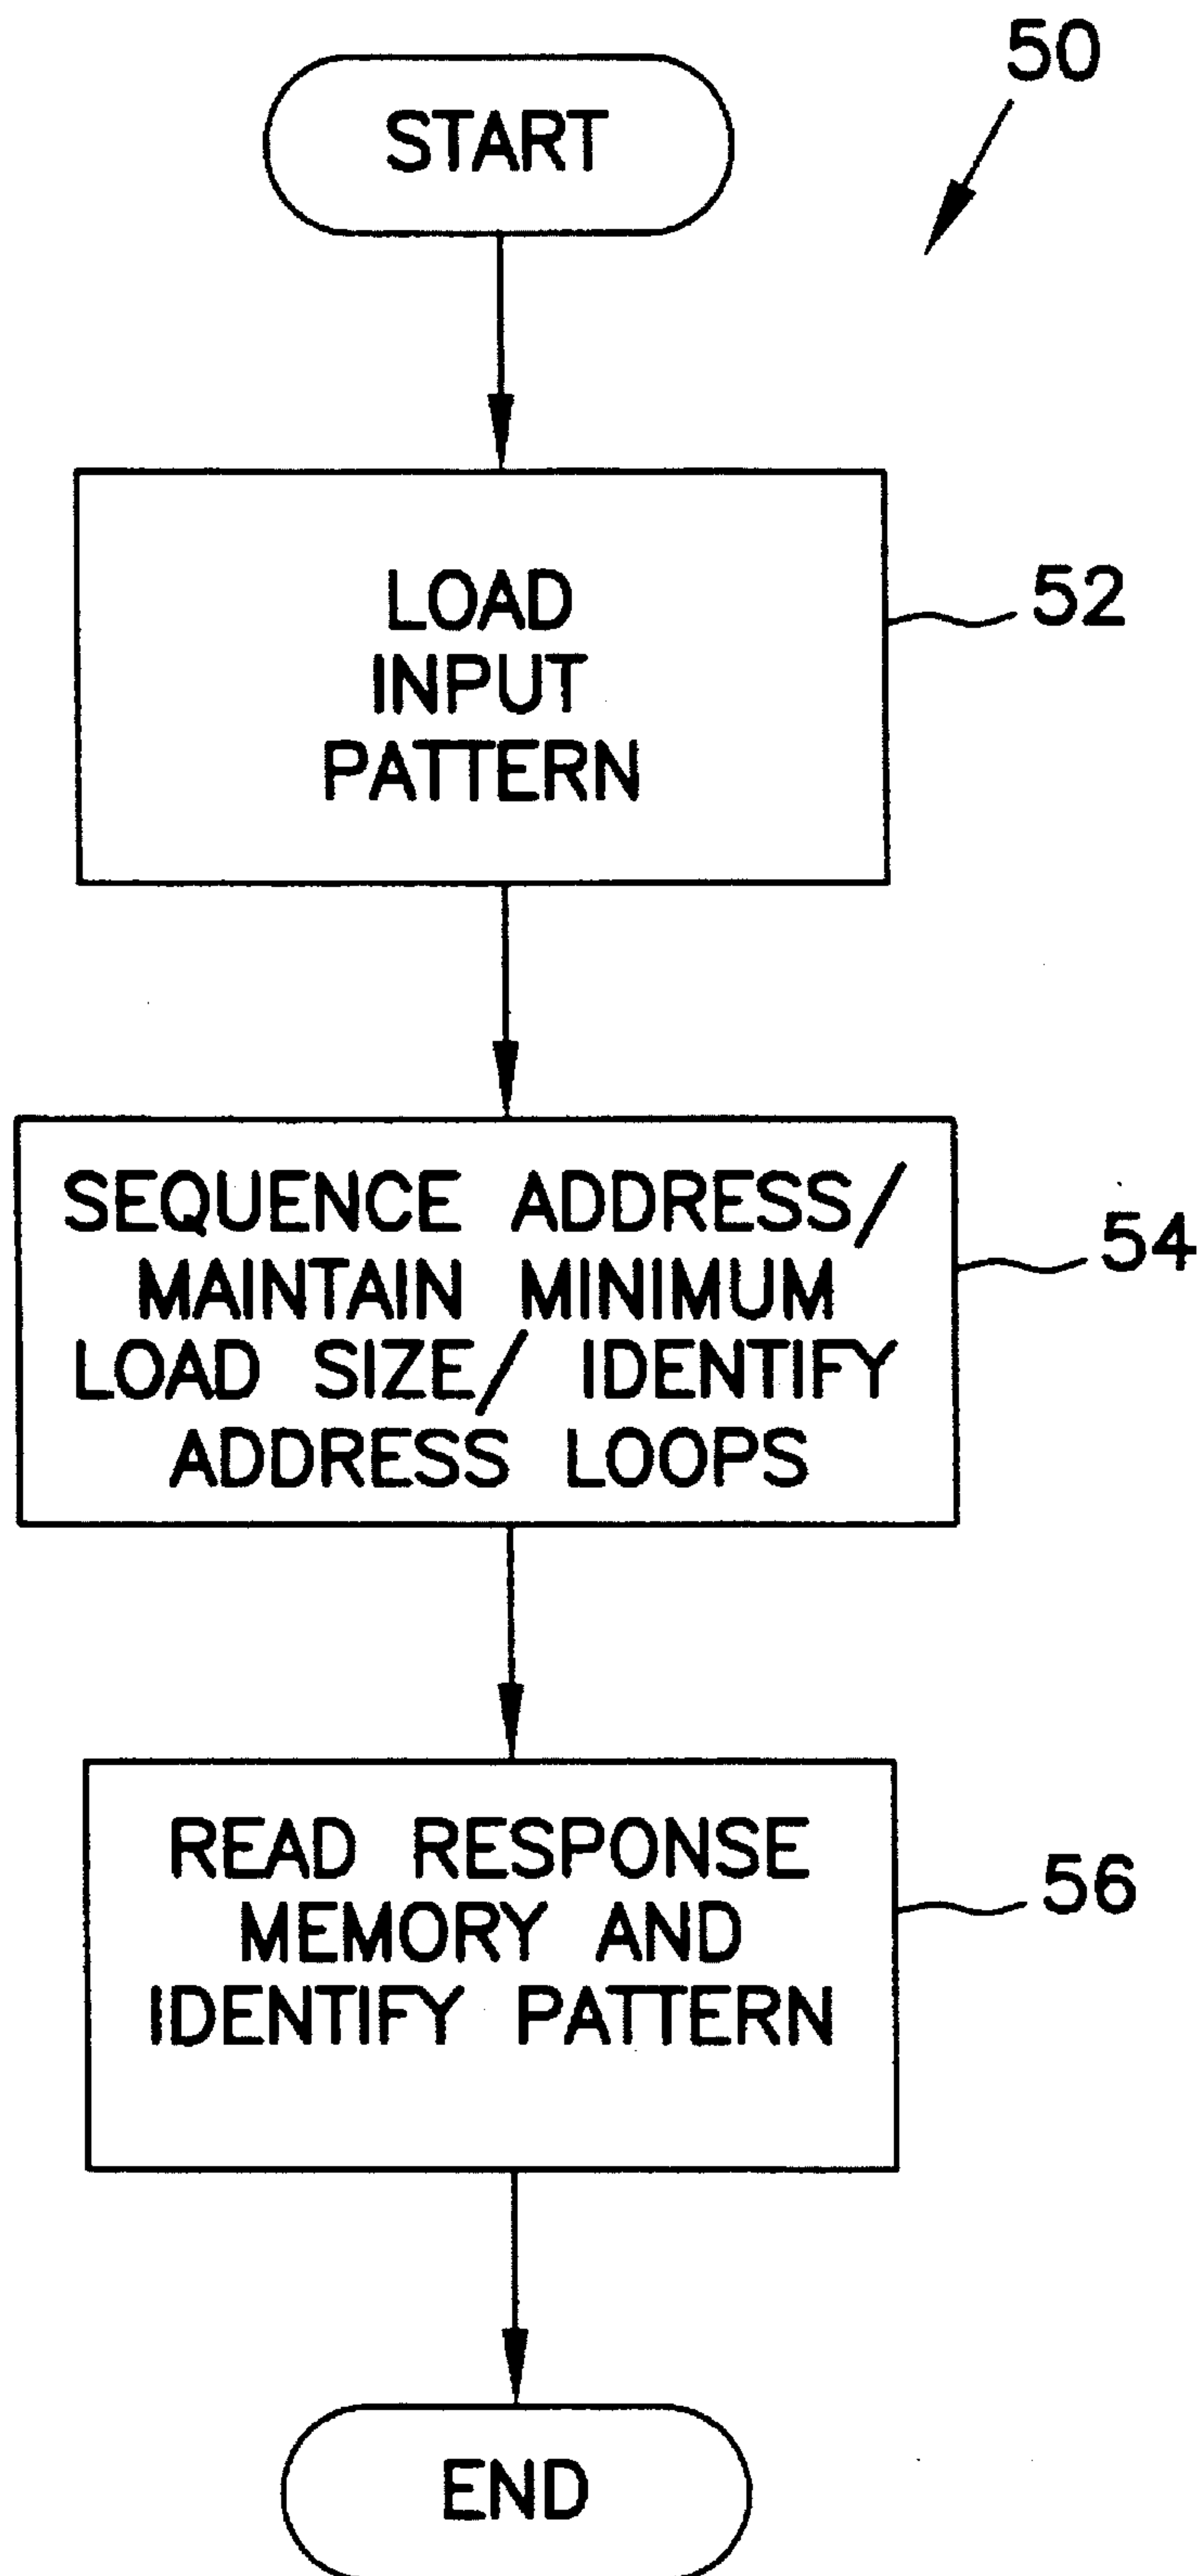 50
START
LOAD
INPUT
PATTERN
52
SEQUENCE ADDRESS/
MAINTAIN MINIMUM
LOAD SIZE/ IDENTIFY
ADDRESS LOOPS
54
READ RESPONSE
MEMORY AND
IDENTIFY PATTERN
56
END